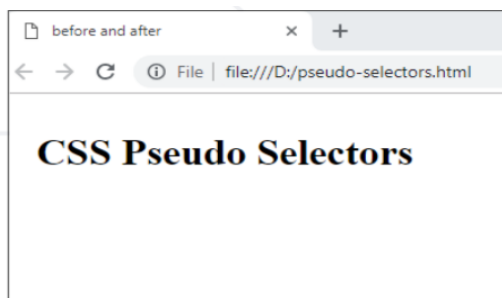 before and after
File | file:///D:/pseudo-selectors.html
CSS Pseudo Selectors